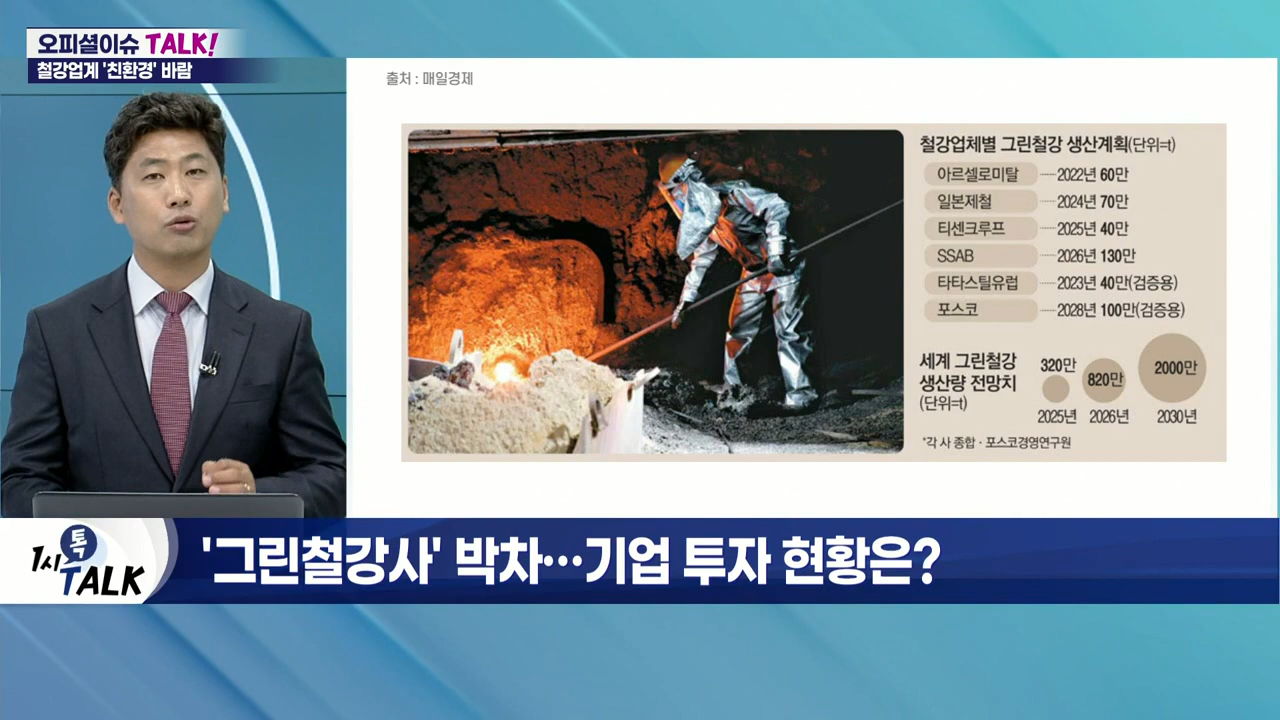 오피셜이슈 TALK!
철강업계 '친환경' 바람
출처 : 매일경제
철강업체별 그린철강 생산계획(단위=t)
아르셀로미탈 ····· 2022년 60만
일본제철 ····· 2024년 70만
티센크루프 ····· 2025년 40만
SSAB ····· 2026년 130만
타타스틸유럽 ····· 2023년 40만(검증용)
포스코 ····· 2028년 100만(검증용)
세계 그린철강
생산량 전망치
(단위=t)
320만 820만 2000만
2025년 2026년 2030년
*각 사 종합·포스코경영연구원
1시 톡 TALK
'그린철강사' 박차…기업 투자 현황은?